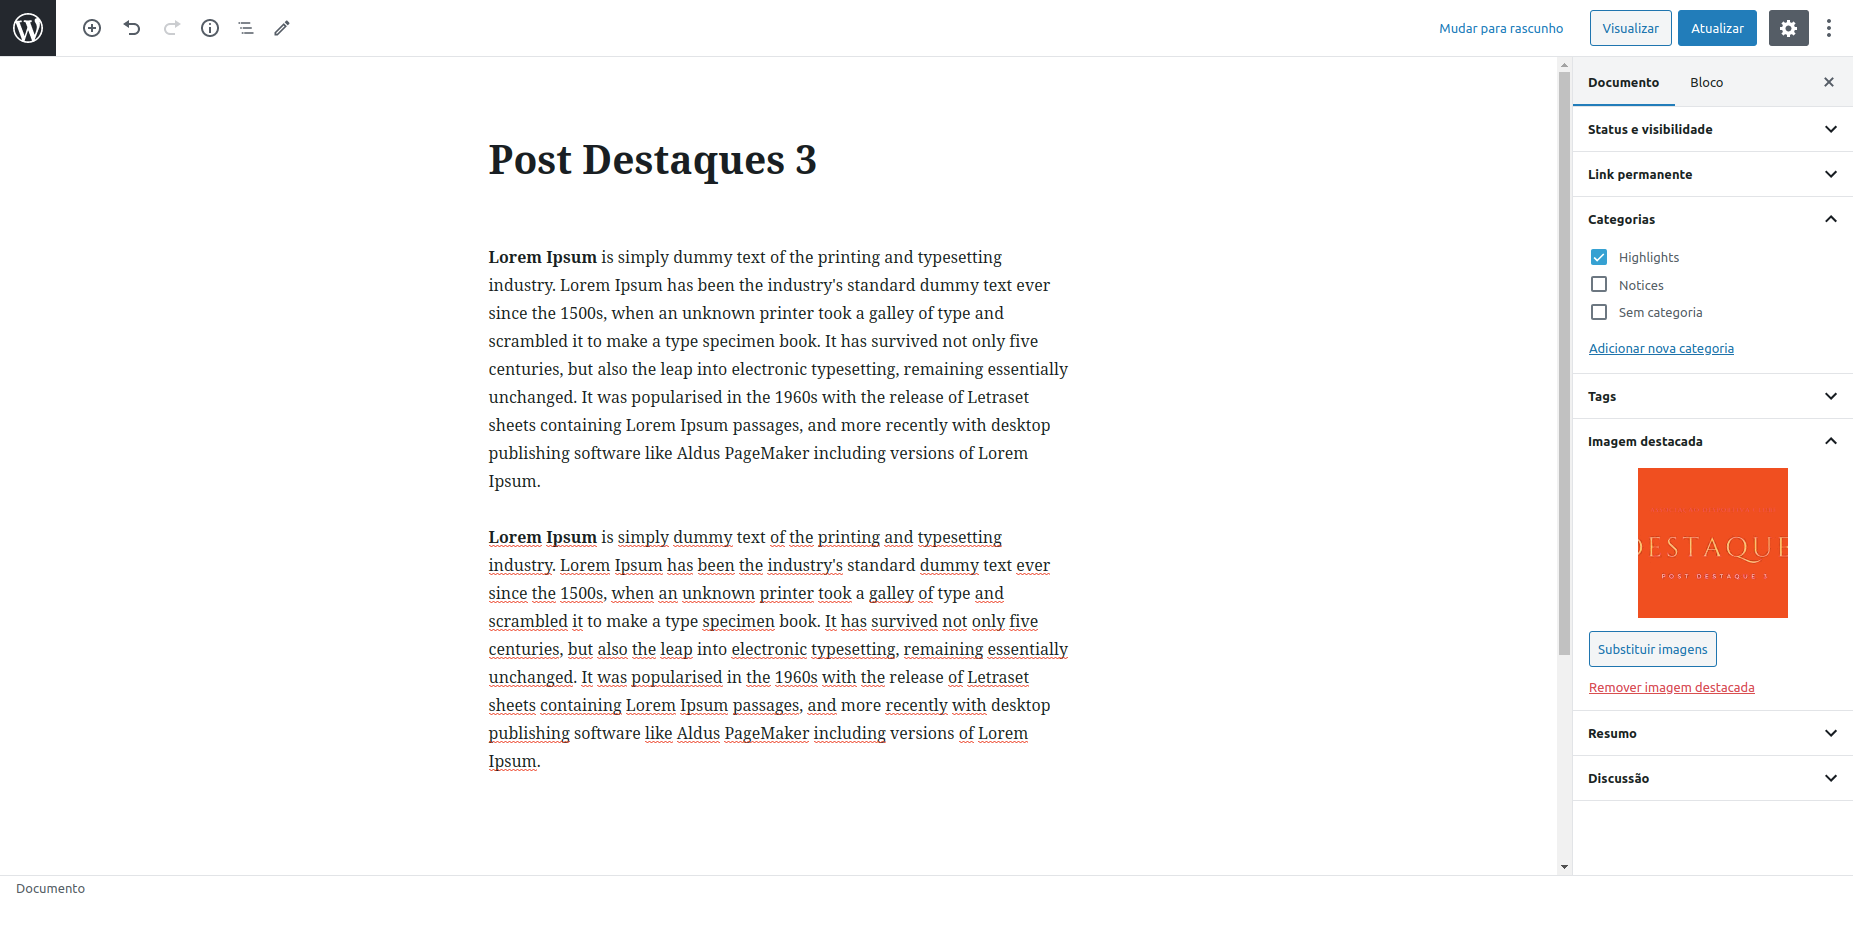 Mudar para rascunho
Visualizar
Atualizar
Documento
Bloco
Post Destaques 3
Lorem Ipsum is simply dummy text of the printing and typesetting
industry. Lorem Ipsum has been the industry's standard dummy text ever
since the 1500s, when an unknown printer took a galley of type and
scrambled it to make a type specimen book. It has survived not only five
centuries, but also the leap into electronic typesetting, remaining essentially
unchanged. It was popularised in the 1960s with the release of Letraset
sheets containing Lorem Ipsum passages, and more recently with desktop
publishing software like Aldus PageMaker including versions of Lorem
Ipsum.
Lorem Ipsum is simply dummy text of the printing and typesetting
industry. Lorem Ipsum has been the industry's standard dummy text ever
since the 1500s, when an unknown printer took a galley of type and
scrambled it to make a type specimen book. It has survived not only five
centuries, but also the leap into electronic typesetting, remaining essentially
unchanged. It was popularised in the 1960s with the release of Letraset
sheets containing Lorem Ipsum passages, and more recently with desktop
publishing software like Aldus PageMaker including versions of Lorem
Ipsum.
Status e visibilidade
Link permanente
Categorias
Highlights
Notices
Sem categoria
Adicionar nova categoria
Tags
Imagem destacada
DESTAQUE
POST DESTAQUE 3
Substituir imagens
Remover imagem destacada
Resumo
Discussão
Documento